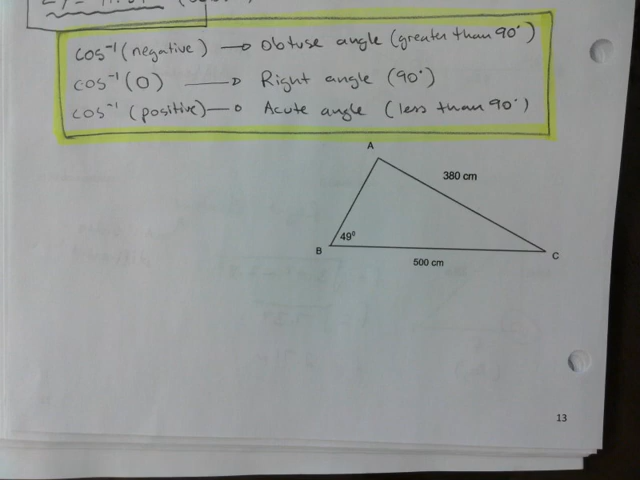 cos⁻¹(negative) → Obtuse angle (greater than 90°)
cos⁻¹(0) → Right angle (90°)
cos⁻¹(positive) → Acute angle (less than 90°)
A
380 cm
49⁰
B
C
500 cm
13